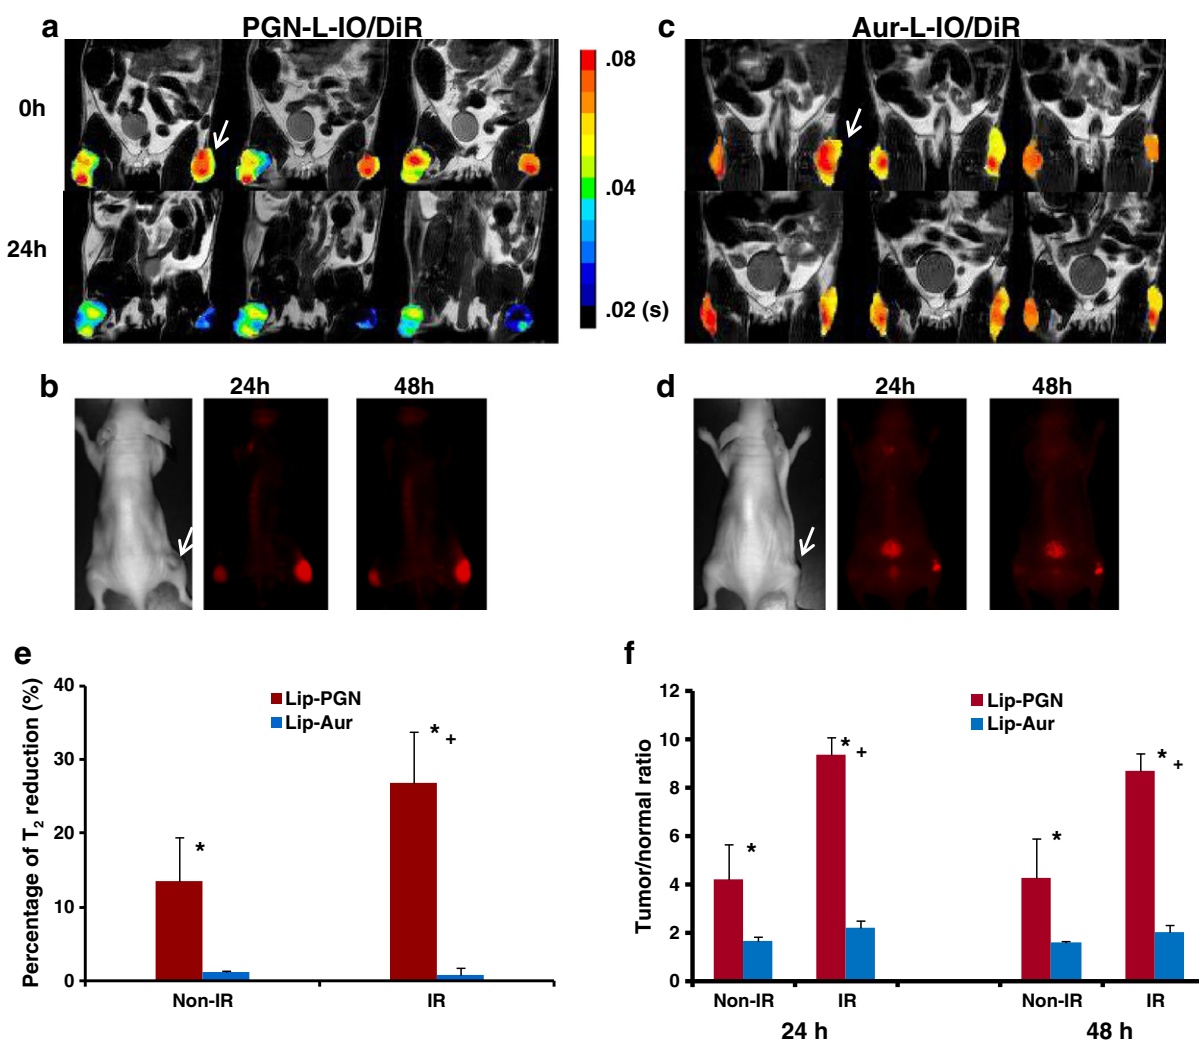 a
PGN-L-IO/DiR
c
Aur-L-IO/DiR
0h
24h
.08
.04
.02 (s)
b
24h
48h
d
24h
48h
e
Percentage of T₂ reduction (%)
40
30
20
10
0
Lip-PGN
Lip-Aur
*
* +
Non-IR
IR
f
Tumor/normal ratio
12
10
8
6
4
2
0
Lip-PGN
Lip-Aur
*
* +
*
* +
Non-IR
IR
Non-IR
IR
24 h
48 h